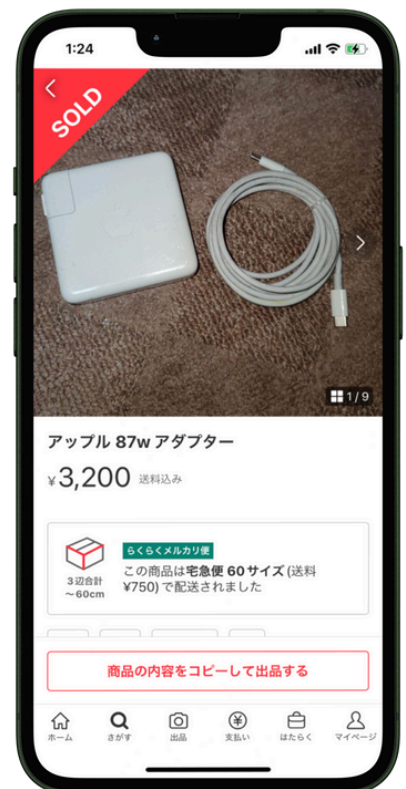 1:24
SOLD
1/9
アップル 87w アダプター
¥3,200 送料込み
らくらくメルカリ便
3辺合計
～60cm
この商品は宅急便 60サイズ (送料
¥750) で配送されました
商品の内容をコピーして出品する
ホーム
さがす
出品
支払い
はたらく
マイページ